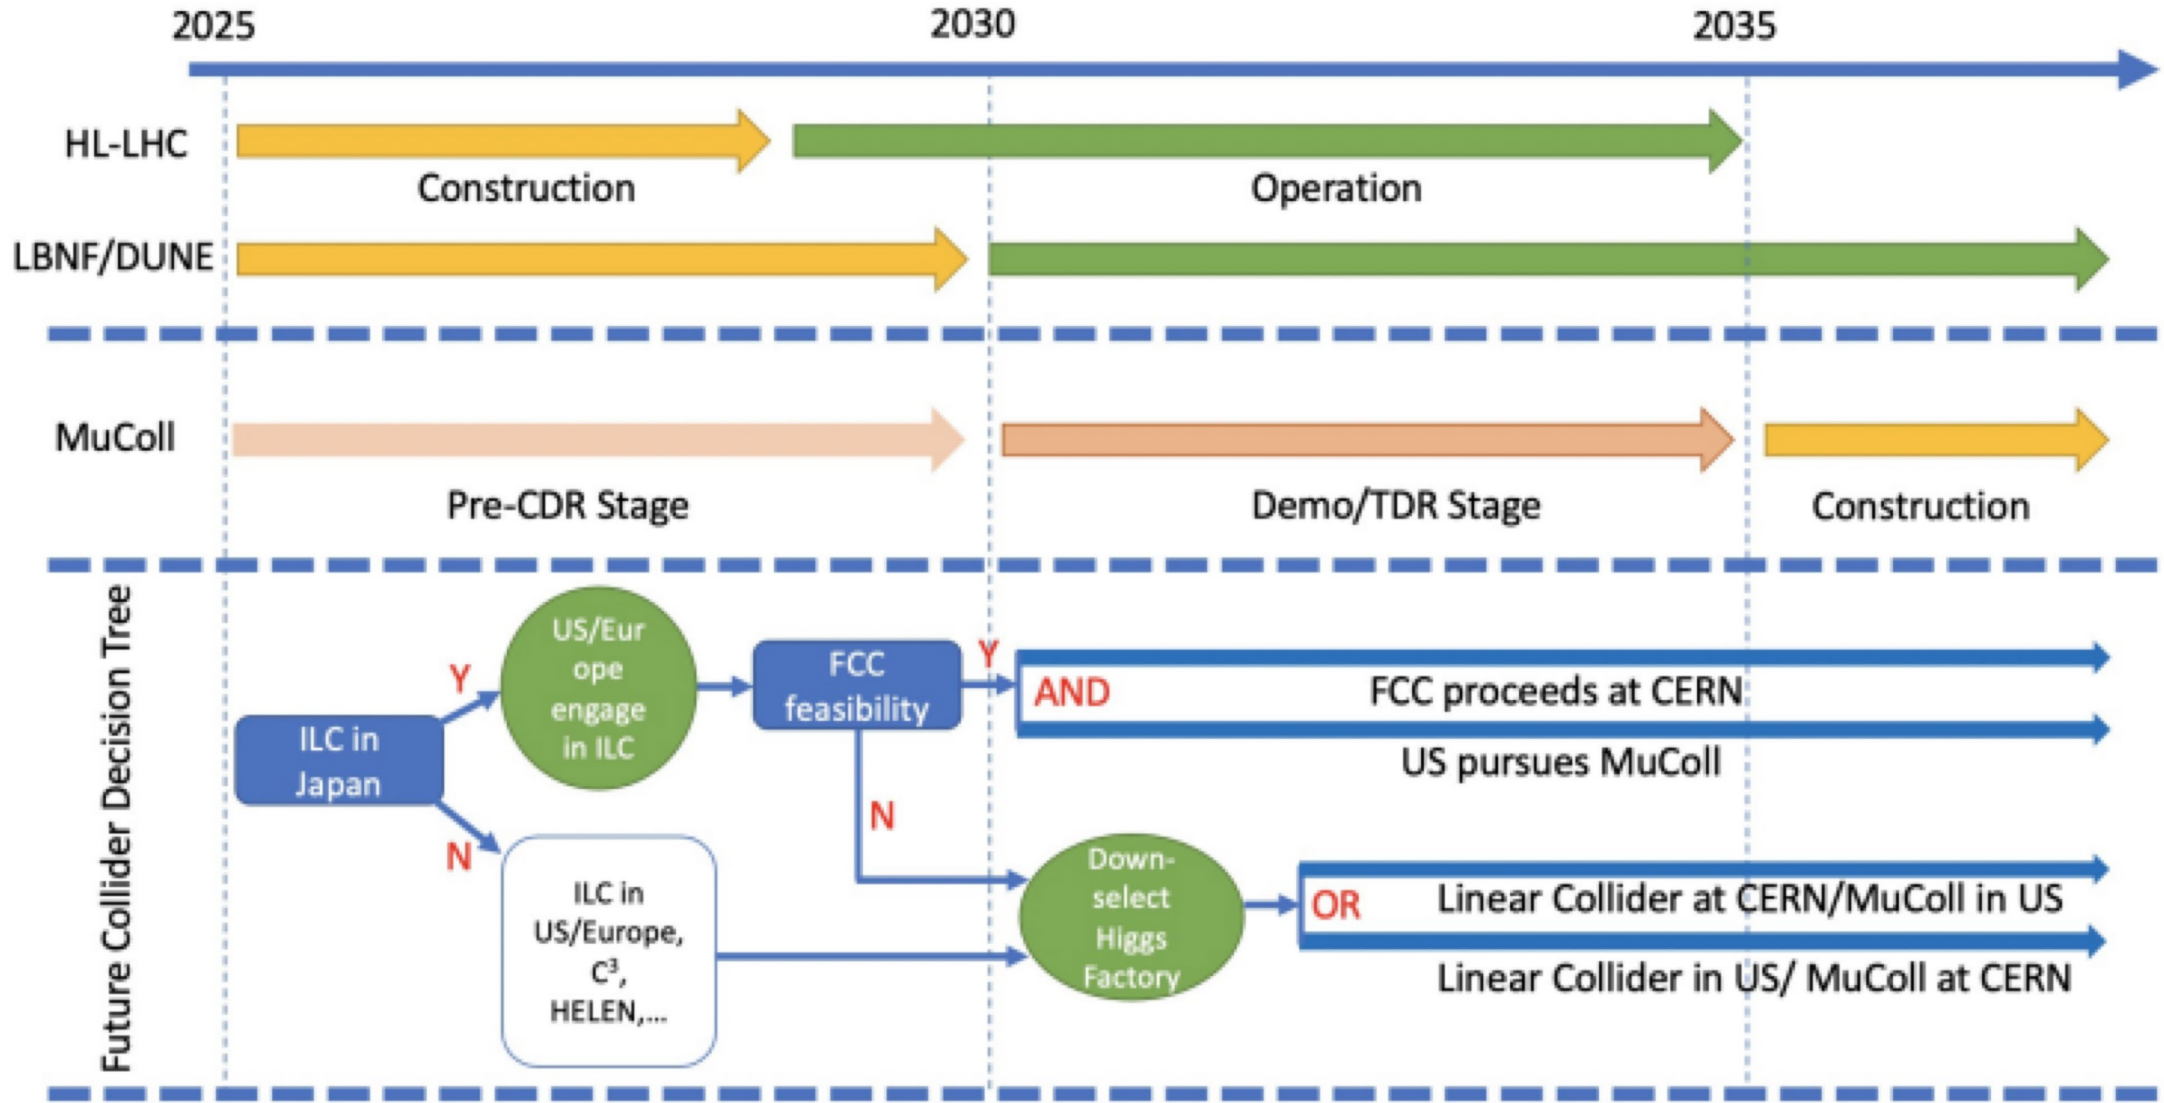 2025
2030
2035
HL-LHC
Construction
Operation
LBNF/DUNE
MuColl
Pre-CDR Stage
Demo/TDR Stage
Construction
Future Collider Decision Tree
ILC in
Japan
Y
N
US/Eur
ope
engage
in ILC
FCC
feasibility
Y
N
AND
FCC proceeds at CERN
US pursues MuColl
ILC in
US/Europe,
C³,
HELEN,...
Down-
select
Higgs
Factory
OR
Linear Collider at CERN/MuColl in US
Linear Collider in US/ MuColl at CERN